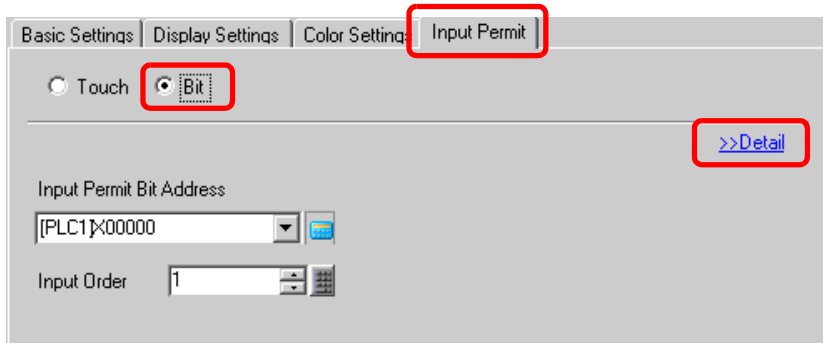 Basic Settings Display Settings Color Settings Input Permit
Touch Bit
>>Detail
Input Permit Bit Address
[PLC1]X00000
Input Order 1